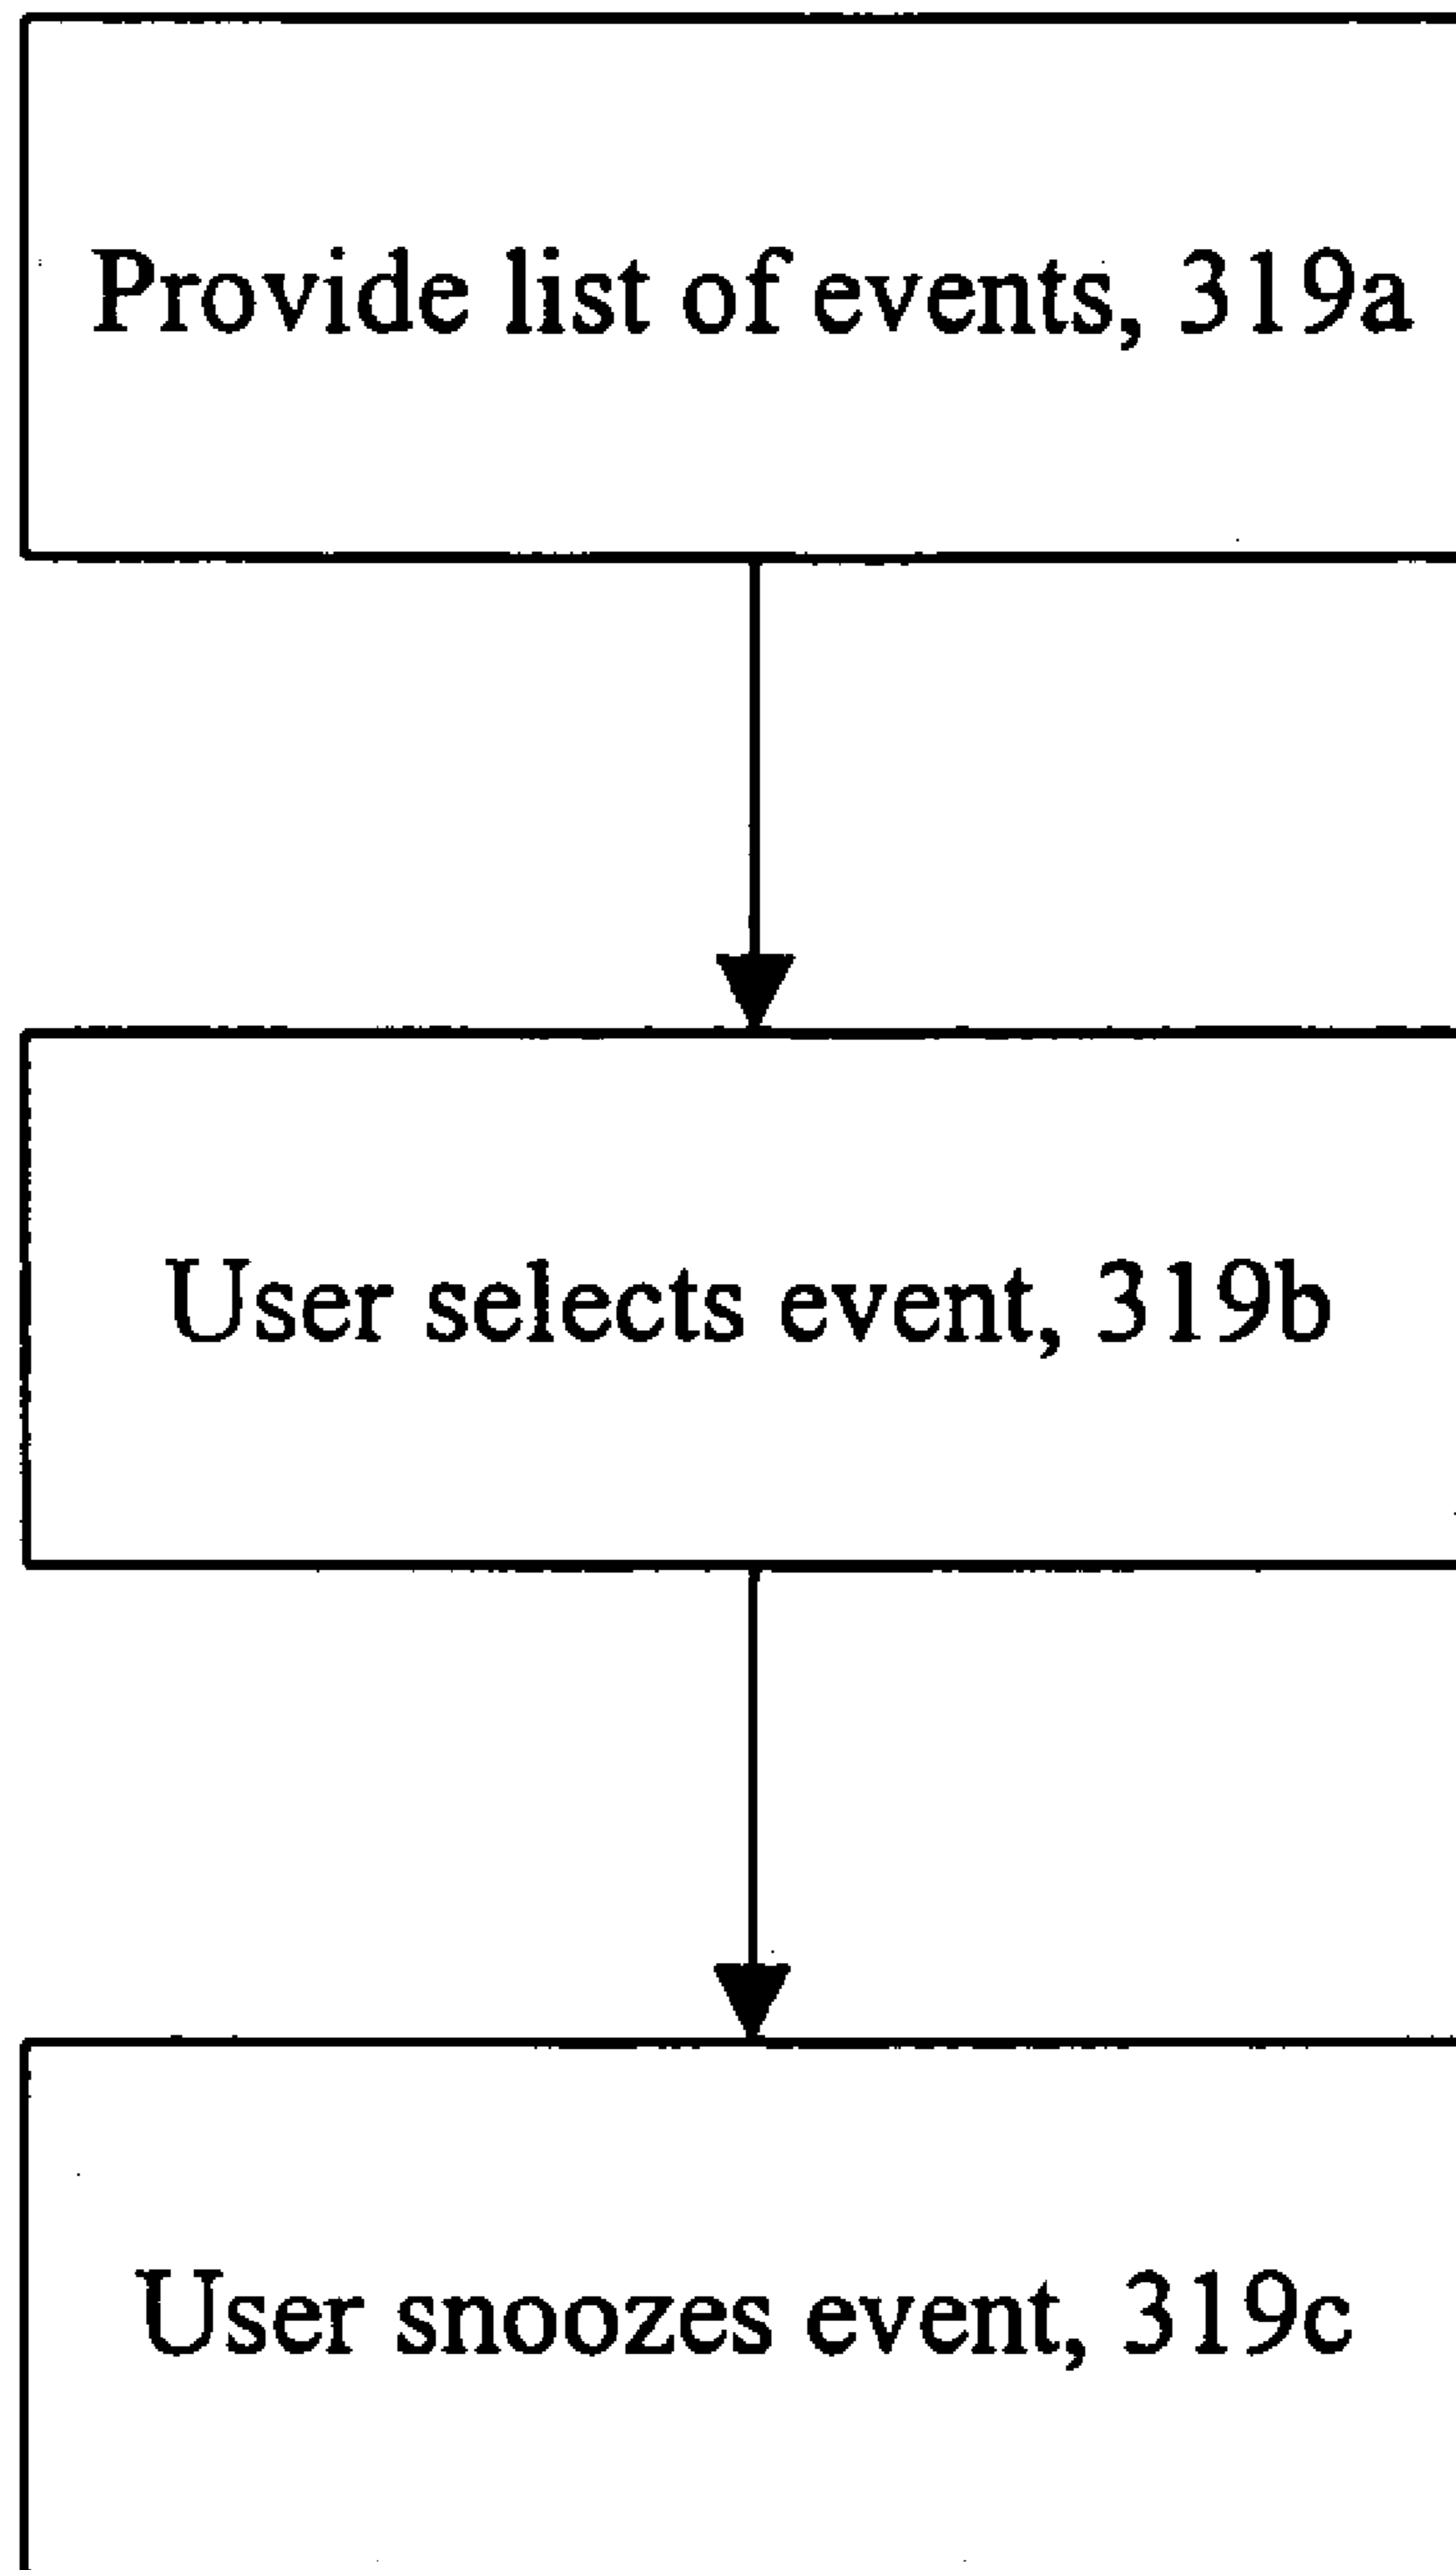 Provide list of events, 319a
User selects event, 319b
User snoozes event, 319c